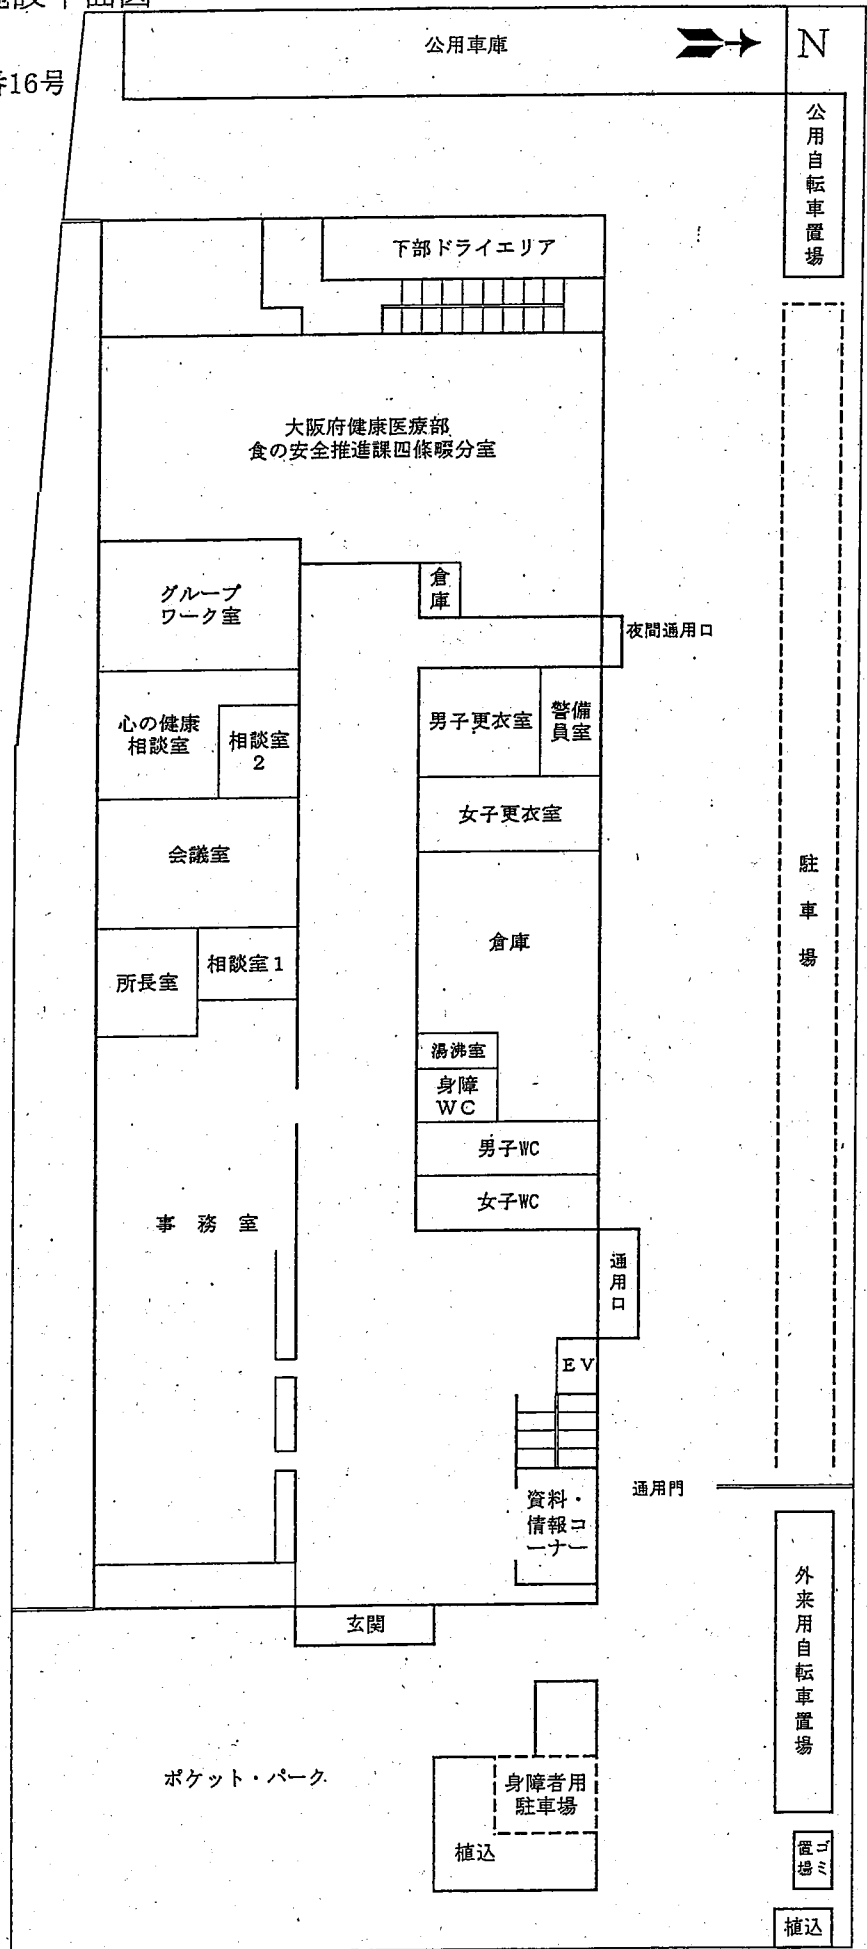 施設平面図
番16号
公用車庫
N
公用自転車置場
下部ドライエリア
大阪府健康医療部
食の安全推進課四條畷分室
グループ
ワーク室
倉庫
夜間通用口
心の健康
相談室
相談室
2
男子更衣室
警備
員室
女子更衣室
会議室
駐車場
倉庫
所長室
相談室1
湯沸室
身障
WC
男子WC
女子WC
事務室
通用口
EV
資料・
情報コ
ーナー
通用門
外来用自転車置場
玄関
ポケット・パーク
身障者用
駐車場
植込
ゴミ
置場
植込